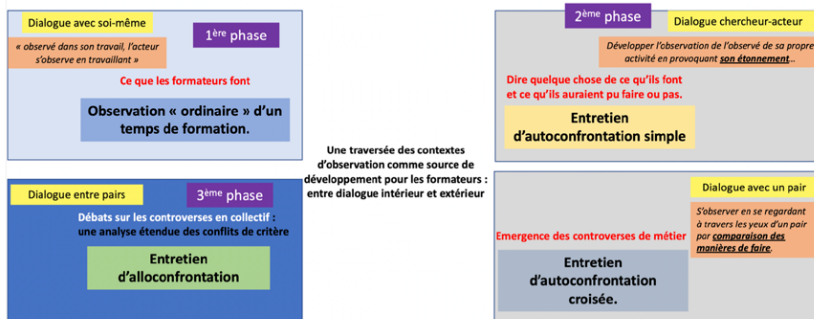 Dialogue avec soi-même
1ère phase
« observé dans son travail, l'acteur
s'observe en travaillant »
Ce que les formateurs font
Observation « ordinaire » d'un
temps de formation.
2ème phase
Dialogue chercheur-acteur
Développer l'observation de l'observé de sa propre
activité en provoquant son étonnement...
Dire quelque chose de ce qu'ils font
et ce qu'ils auraient pu faire ou pas.
Entretien
d'autoconfrontation simple
Une traversée des contextes
d'observation comme source de
développement pour les formateurs :
entre dialogue intérieur et extérieur
Dialogue entre pairs
3ème phase
Débats sur les controverses en collectif :
une analyse étendue des conflits de critère
Entretien
d'alloconfrontation
Dialogue avec un pair
S'observer en se regardant
à travers les yeux d'un pair
par comparaison des
manières de faire.
Emergence des controverses de métier
Entretien
d'autoconfrontation
croisée.